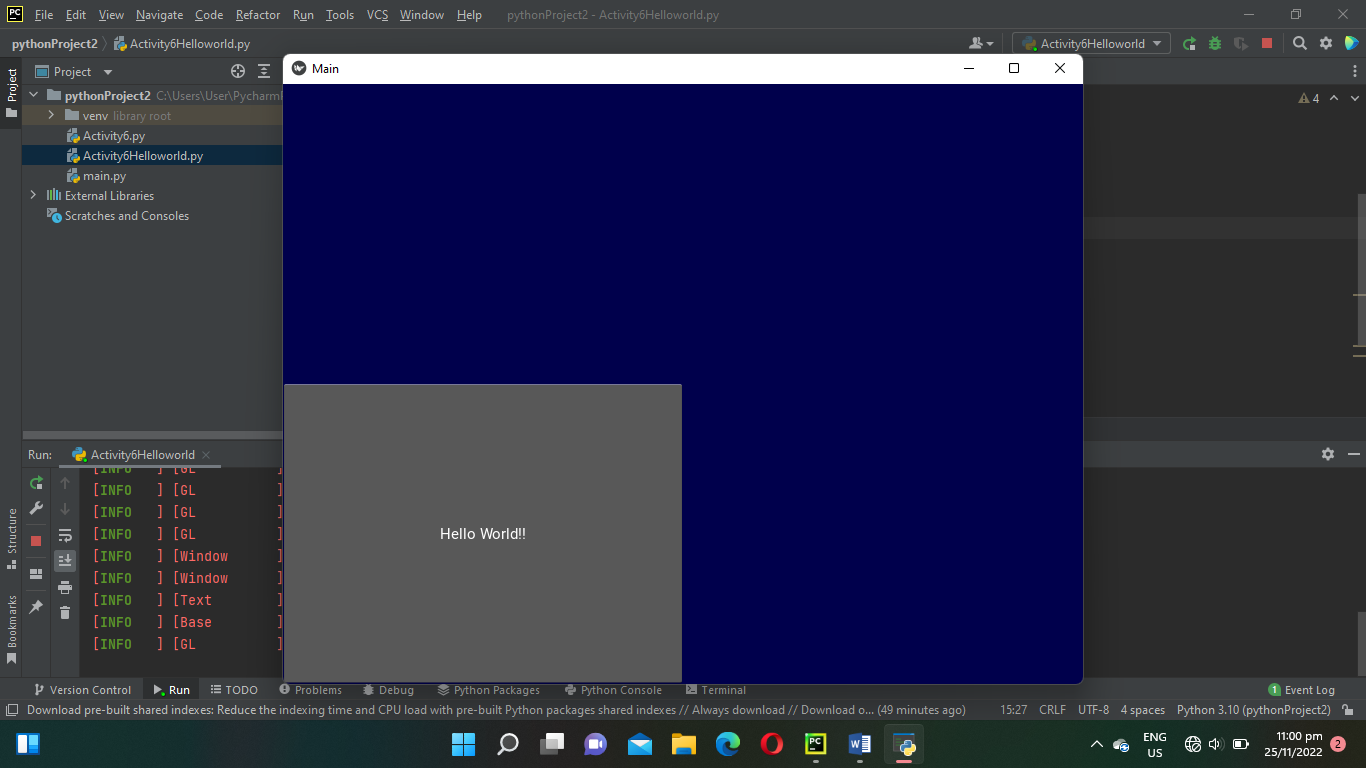 PC File Edit View Navigate Code Refactor Run Tools VCS Window Help pythonProject2 - Activity6Helloworld.py
pythonProject2 Activity6Helloworld.py Activity6Helloworld
Project
Project
Main
4
pythonProject2 C:\Users\User\Pycharm
venv library root
Activity6.py
Activity6Helloworld.py
main.py
External Libraries
Scratches and Consoles
Hello World!!
Run: Activity6Helloworld
[INFO ] [GL ]
[INFO ] [GL ]
[INFO ] [GL ]
[INFO ] [GL ]
[INFO ] [Window ]
[INFO ] [Window ]
[INFO ] [Text ]
[INFO ] [Base ]
[INFO ] [GL ]
Structure
Bookmarks
Version Control Run TODO Problems Debug Python Packages Python Console Terminal 1 Event Log
Download pre-built shared indexes: Reduce the indexing time and CPU load with pre-built Python packages shared indexes // Always download // Download o... (49 minutes ago) 15:27 CRLF UTF-8 4 spaces Python 3.10 (pythonProject2)
PC W
ENG
US
11:00 pm
25/11/2022
2